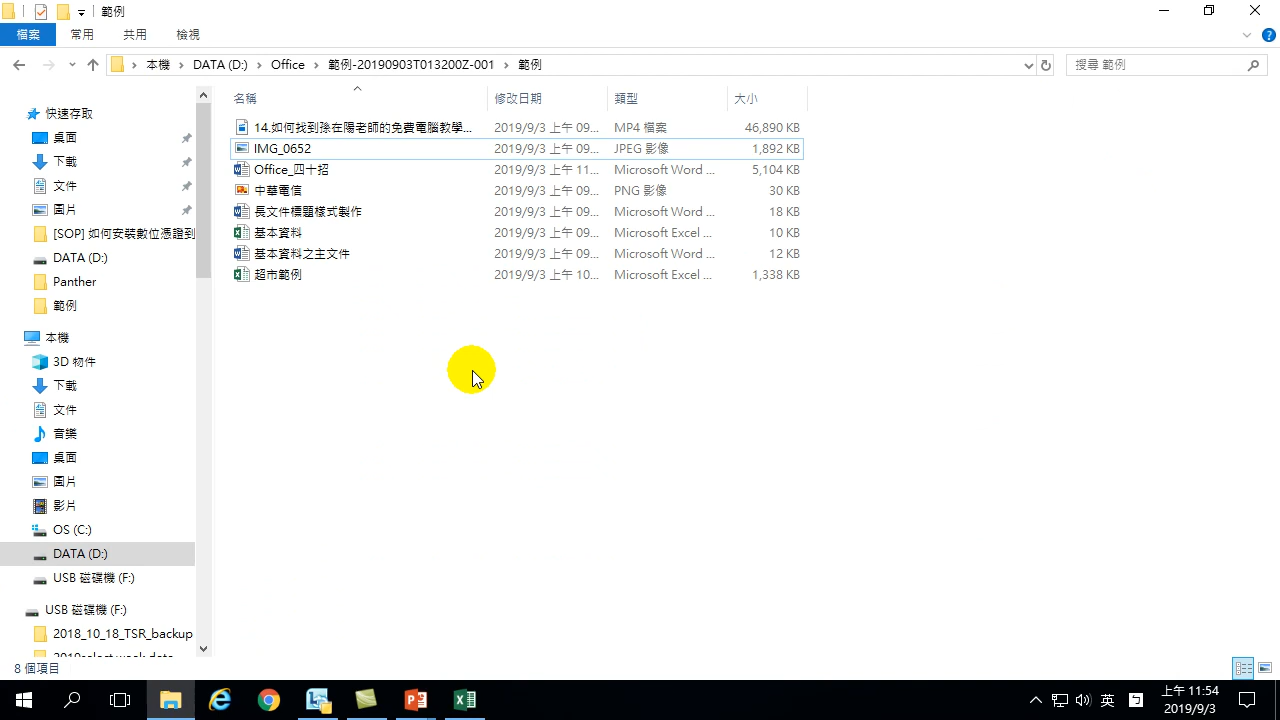 範例
檔案 常用 共用 檢視
本機 DATA (D:) Office 範例-20190903T013200Z-001 範例 搜尋 範例
名稱 修改日期 類型 大小
14.如何找到孫在陽老師的免費電腦教學... 2019/9/3 上午 09... MP4 檔案 46,890 KB
IMG_0652 2019/9/3 上午 09... JPEG 影像 1,892 KB
Office_四十招 2019/9/3 上午 11... Microsoft Word ... 5,104 KB
中華電信 2019/9/3 上午 09... PNG 影像 30 KB
長文件標題樣式製作 2019/9/3 上午 09... Microsoft Word ... 18 KB
基本資料 2019/9/3 上午 09... Microsoft Excel ... 10 KB
基本資料之主文件 2019/9/3 上午 09... Microsoft Word ... 12 KB
超市範例 2019/9/3 上午 10... Microsoft Excel ... 1,338 KB
快速存取
桌面
下載
文件
圖片
[SOP] 如何安裝數位憑證到
DATA (D:)
Panther
範例
本機
3D 物件
下載
文件
音樂
桌面
圖片
影片
OS (C:)
DATA (D:)
USB 磁碟機 (F:)
USB 磁碟機 (F:)
2018_10_18_TSR_backup
8 個項目
英
上午 11:54
2019/9/3